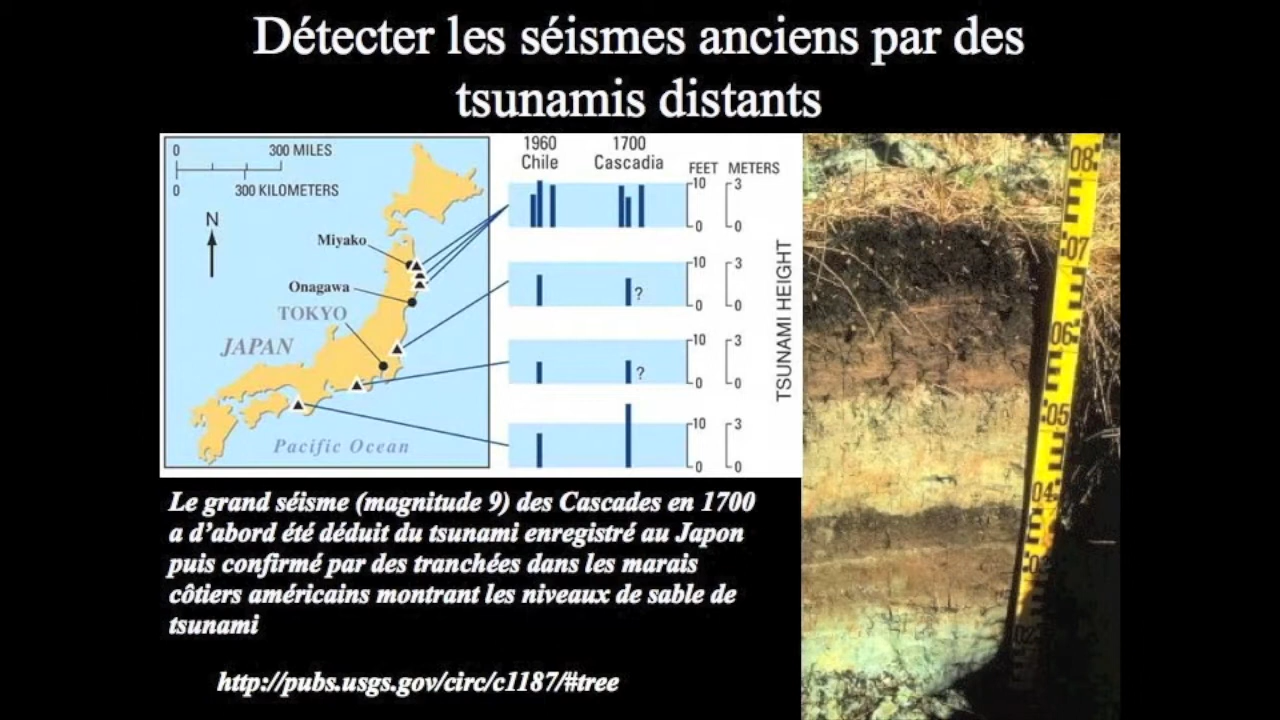 Détecter les séismes anciens par des
tsunamis distants
0 300 MILES
0 300 KILOMETERS
N
Miyako
Onagawa
TOKYO
JAPAN
Pacific Ocean
1960
Chile
1700
Cascadia
FEET METERS
10 3
0 0
10 3
?
0 0
10 3
?
0 0
10 3
0 0
TSUNAMI HEIGHT
08
07
06
05
04
03
02
Le grand séisme (magnitude 9) des Cascades en 1700
a d’abord été déduit du tsunami enregistré au Japon
puis confirmé par des tranchées dans les marais
côtiers américains montrant les niveaux de sable de
tsunami
http://pubs.usgs.gov/circ/c1187/#tree